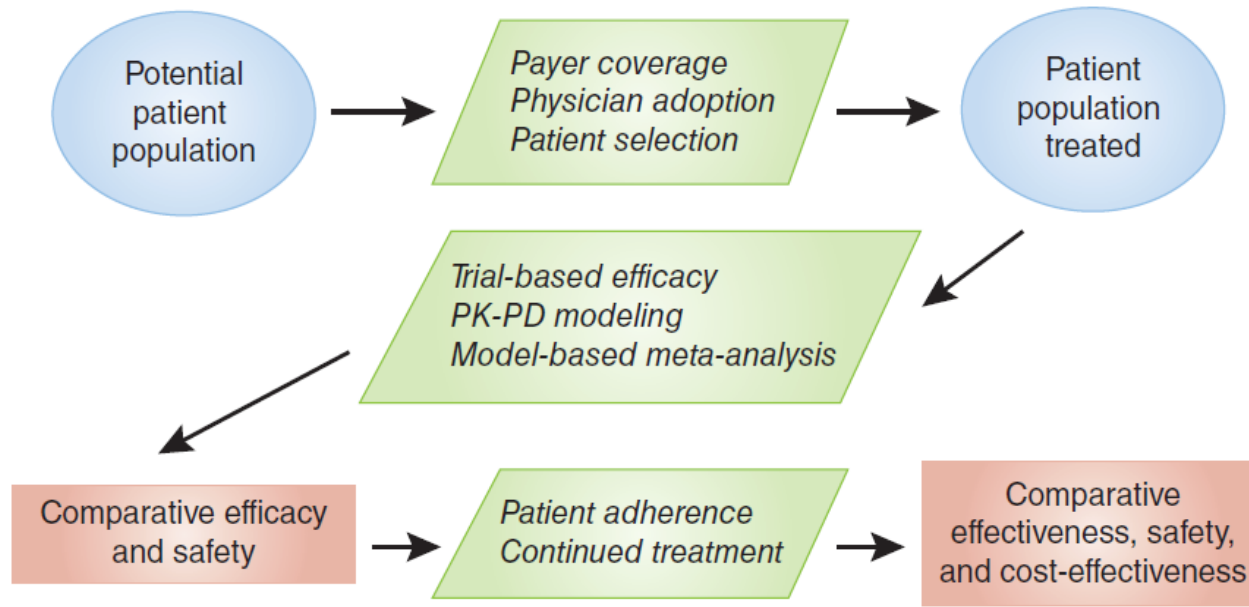 Potential
patient
population
Payer coverage
Physician adoption
Patient selection
Patient
population
treated
Trial-based efficacy
PK-PD modeling
Model-based meta-analysis
Comparative efficacy
and safety
Patient adherence
Continued treatment
Comparative
effectiveness, safety,
and cost-effectiveness